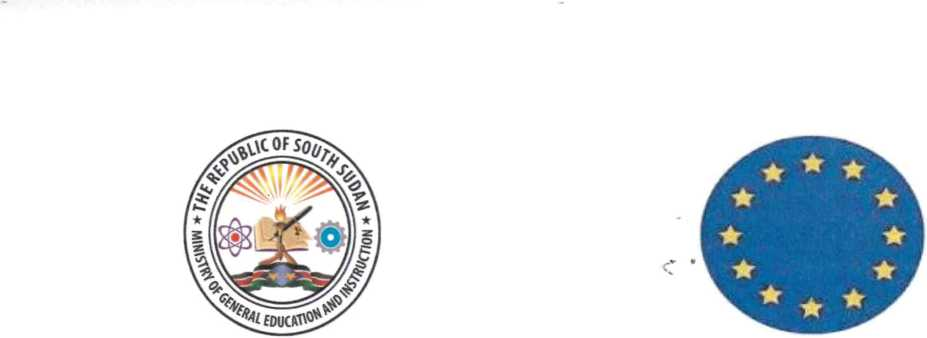 THE REPUBLIC OF SOUTH SUDAN
MINISTRY OF GENERAL EDUCATION AND INSTRUCTION